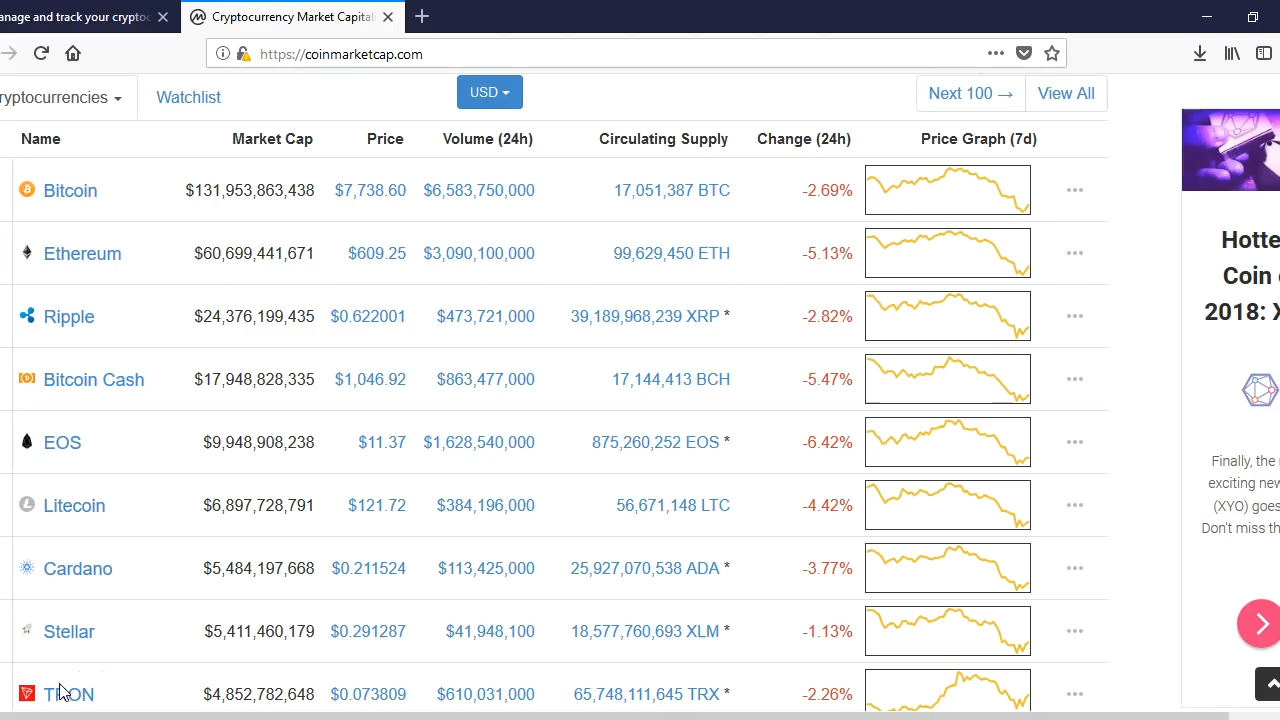 anage and track your crypto
Cryptocurrency Market Capitali
https://coinmarketcap.com
ryptocurrencies Watchlist USD Next 100 → View All
Name Market Cap Price Volume (24h) Circulating Supply Change (24h) Price Graph (7d)
Bitcoin $131,953,863,438 $7,738.60 $6,583,750,000 17,051,387 BTC -2.69%
Ethereum $60,699,441,671 $609.25 $3,090,100,000 99,629,450 ETH -5.13%
Ripple $24,376,199,435 $0.622001 $473,721,000 39,189,968,239 XRP * -2.82%
Bitcoin Cash $17,948,828,335 $1,046.92 $863,477,000 17,144,413 BCH -5.47%
EOS $9,948,908,238 $11.37 $1,628,540,000 875,260,252 EOS * -6.42%
Litecoin $6,897,728,791 $121.72 $384,196,000 56,671,148 LTC -4.42%
Cardano $5,484,197,668 $0.211524 $113,425,000 25,927,070,538 ADA * -3.77%
Stellar $5,411,460,179 $0.291287 $41,948,100 18,577,760,693 XLM * -1.13%
TRON $4,852,782,648 $0.073809 $610,031,000 65,748,111,645 TRX * -2.26%
Hotte
Coin
2018: X
Finally, the
exciting new
(XYO) goes
Don't miss th